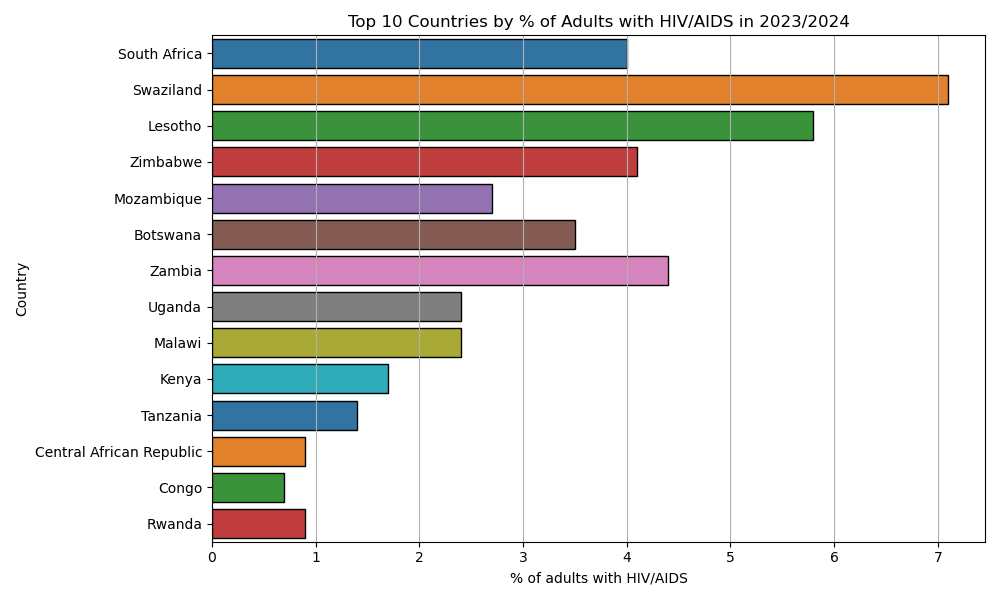 Top 10 Countries by % of Adults with HIV/AIDS in 2023/2024
Country
South Africa
Swaziland
Lesotho
Zimbabwe
Mozambique
Botswana
Zambia
Uganda
Malawi
Kenya
Tanzania
Central African Republic
Congo
Rwanda
0 1 2 3 4 5 6 7
% of adults with HIV/AIDS